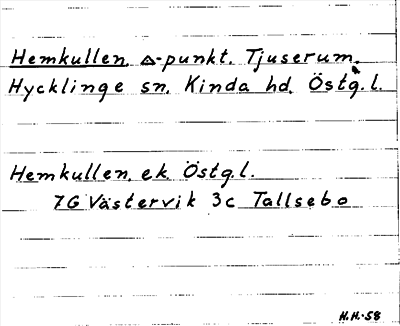 Hemkullen, △-punkt. Tjuserum,
Hycklinge sn. Kinda hd. Östg.l.
Hemkullen, ek. Östg.l.
7G Västervik 3c Tallsebo
H.H.-58